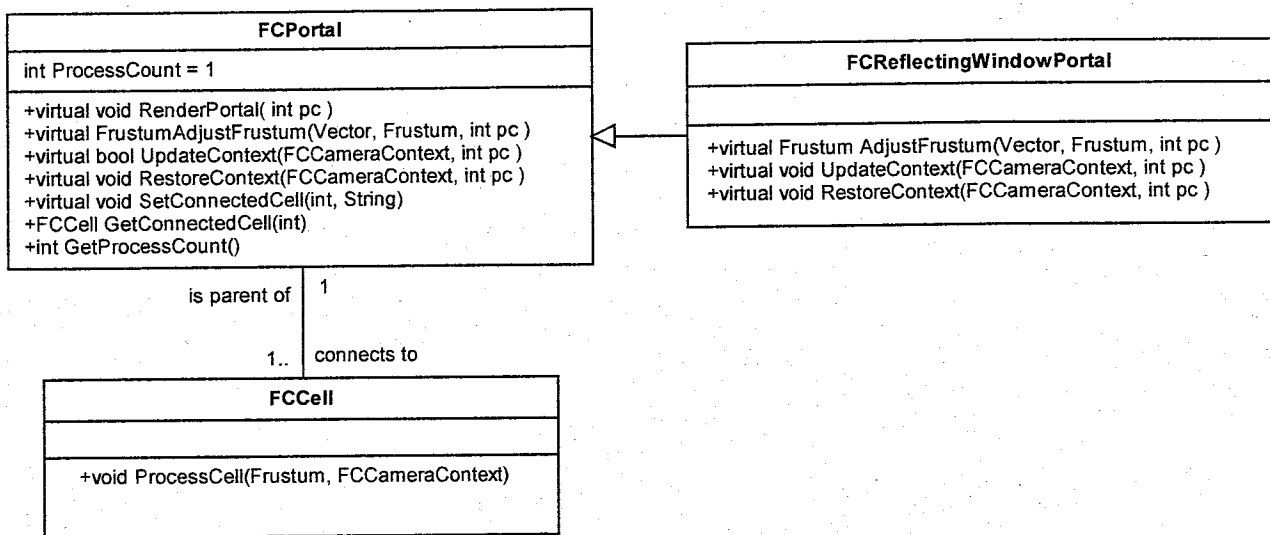 FCPortal
int ProcessCount = 1
+virtual void RenderPortal( int pc )
+virtual FrustumAdjustFrustum(Vector, Frustum, int pc )
+virtual bool UpdateContext(FCCameraContext, int pc )
+virtual void RestoreContext(FCCameraContext, int pc )
+virtual void SetConnectedCell(int, String)
+FCCell GetConnectedCell(int)
+int GetProcessCount()
FCReflectingWindowPortal
+virtual Frustum AdjustFrustum(Vector, Frustum, int pc )
+virtual void UpdateContext(FCCameraContext, int pc )
+virtual void RestoreContext(FCCameraContext, int pc )
is parent of
1
1..
connects to
FCCell
+void ProcessCell(Frustum, FCCameraContext)